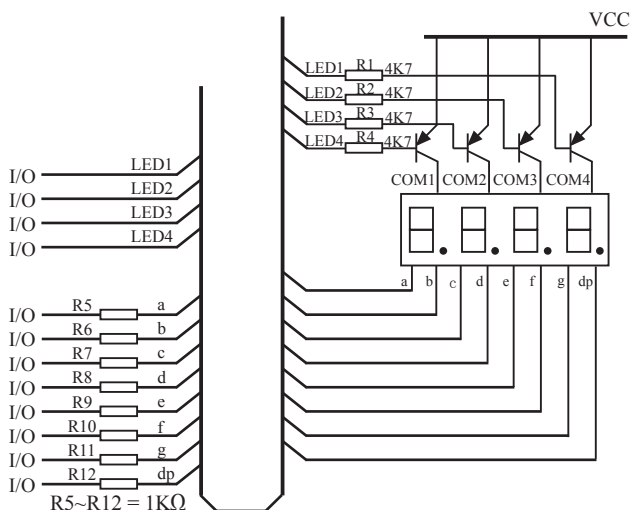 VCC
LED1 R1 4K7
LED2 R2 4K7
LED3 R3 4K7
LED4 R4 4K7
COM1 COM2 COM3 COM4
I/O LED1
I/O LED2
I/O LED3
I/O LED4
a b c d e f g dp
I/O R5 a
I/O R6 b
I/O R7 c
I/O R8 d
I/O R9 e
I/O R10 f
I/O R11 g
I/O R12 dp
R5~R12 = 1KΩ